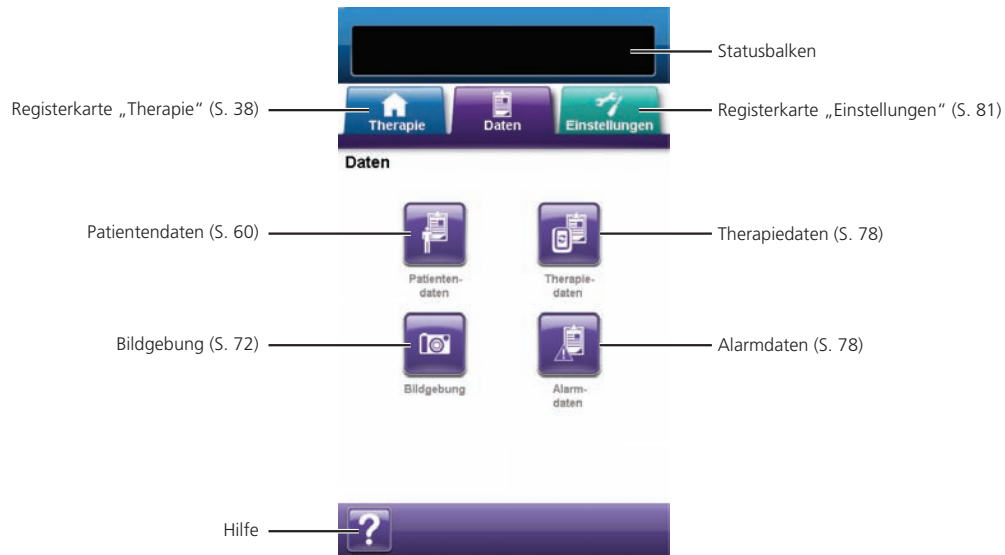 Statusbalken
Registerkarte „Therapie“ (S. 38)
Therapie
Daten
Einstellungen
Registerkarte „Einstellungen“ (S. 81)
Daten
Patientendaten (S. 60)
Therapiedaten (S. 78)
Patienten-
daten
Therapie-
daten
Bildgebung (S. 72)
Alarmdaten (S. 78)
Bildgebung
Alarm-
daten
Hilfe
?